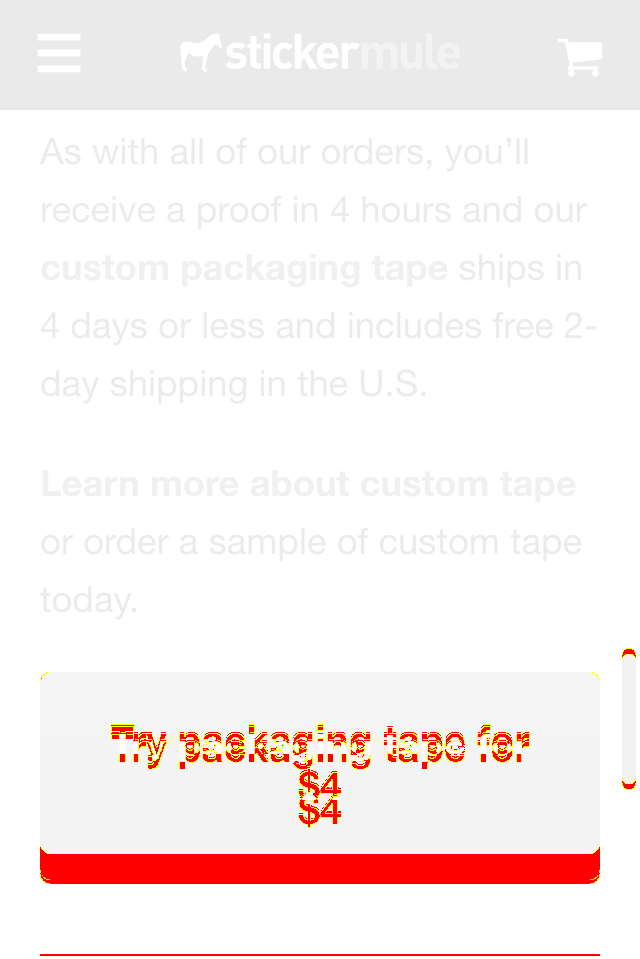 stickermule
As with all of our orders, you’ll
receive a proof in 4 hours and our
custom packaging tape ships in
4 days or less and includes free 2-
day shipping in the U.S.
Learn more about custom tape
or order a sample of custom tape
today.
Try packaging tape for
$4
$4